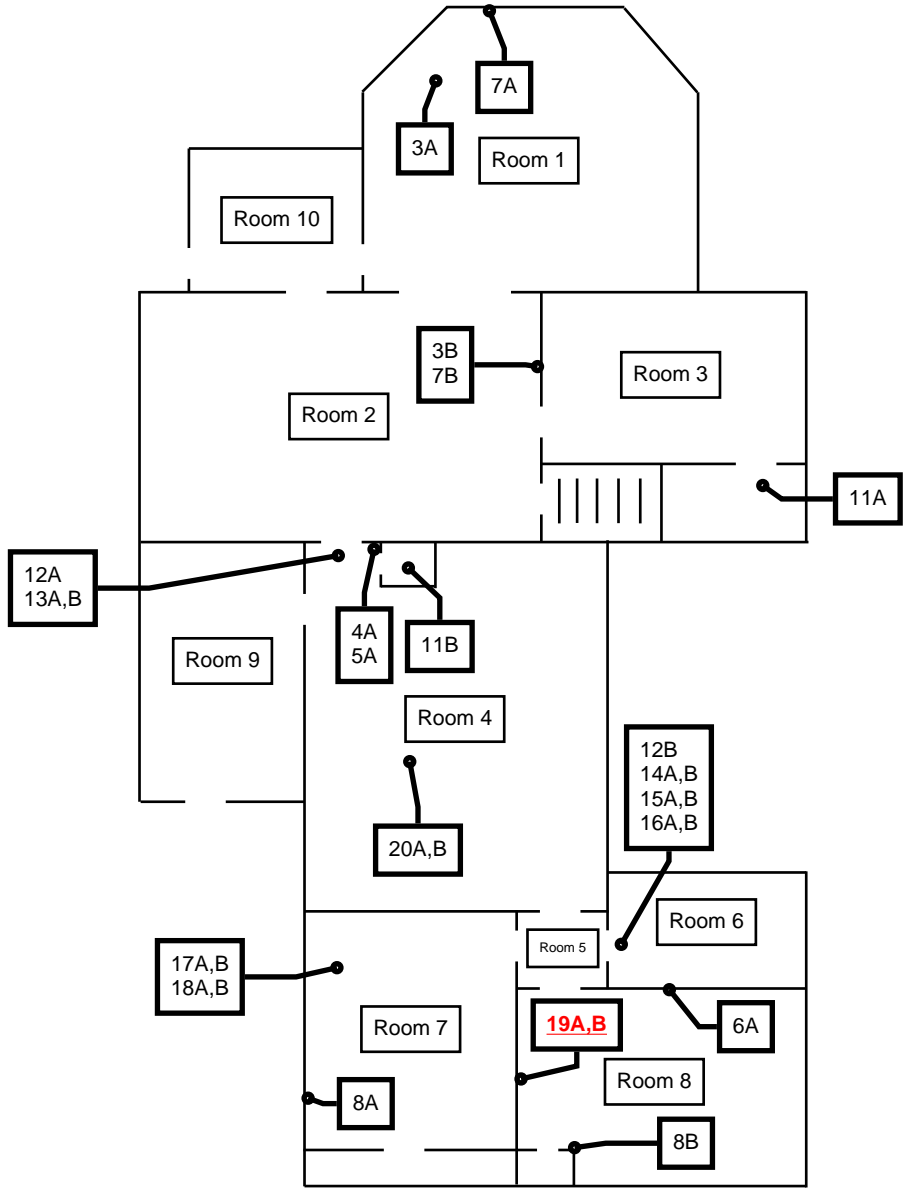 7A
3A
Room 1
Room 10
3B
7B
Room 3
Room 2
11A
12A
13A,B
4A
5A
11B
Room 9
Room 4
12B
14A,B
15A,B
16A,B
20A,B
Room 6
Room 5
17A,B
18A,B
19A,B
6A
Room 7
Room 8
8A
8B